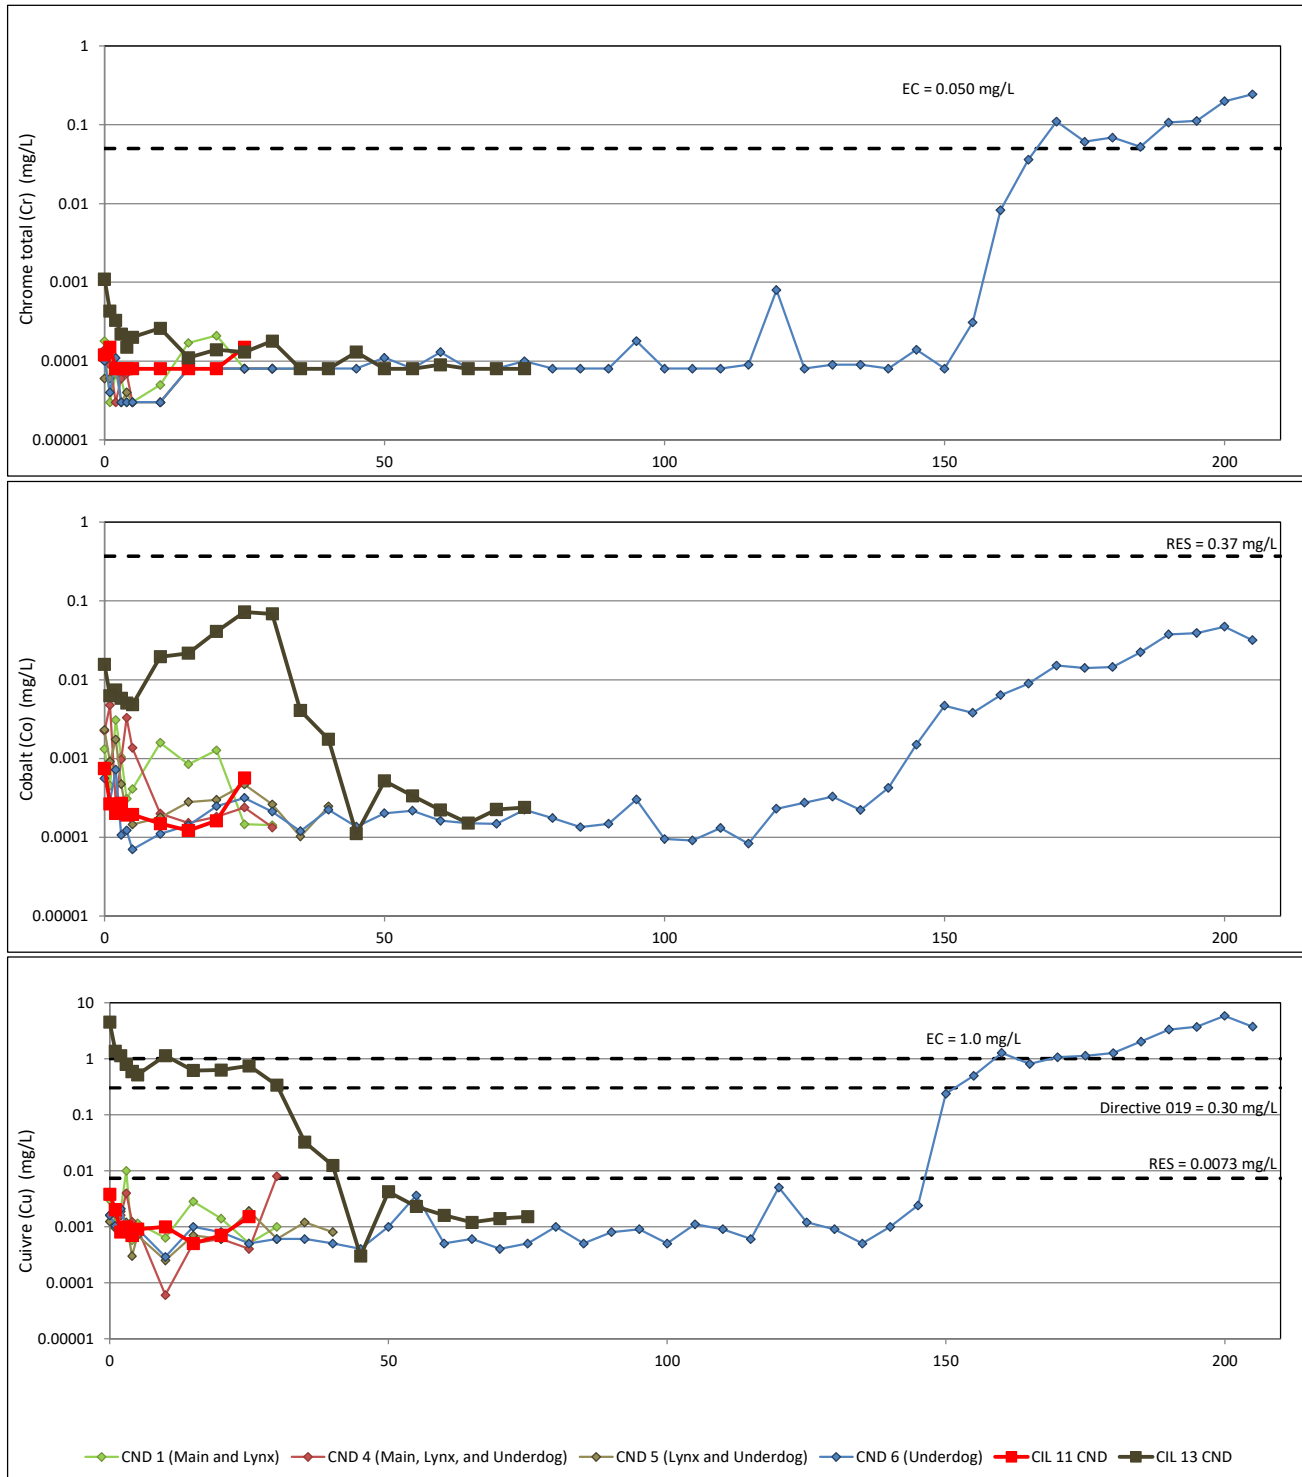 Chrome total (Cr) (mg/L)
1
0.1
0.01
0.001
0.0001
0.00001
EC = 0.050 mg/L
0 50 100 150 200
Cobalt (Co) (mg/L)
1
0.1
0.01
0.001
0.0001
0.00001
RES = 0.37 mg/L
0 50 100 150 200
Cuivre (Cu) (mg/L)
10
1
0.1
0.01
0.001
0.0001
0.00001
EC = 1.0 mg/L
Directive 019 = 0.30 mg/L
RES = 0.0073 mg/L
0 50 100 150 200
CND 1 (Main and Lynx) CND 4 (Main, Lynx, and Underdog) CND 5 (Lynx and Underdog) CND 6 (Underdog) CIL 11 CND CIL 13 CND